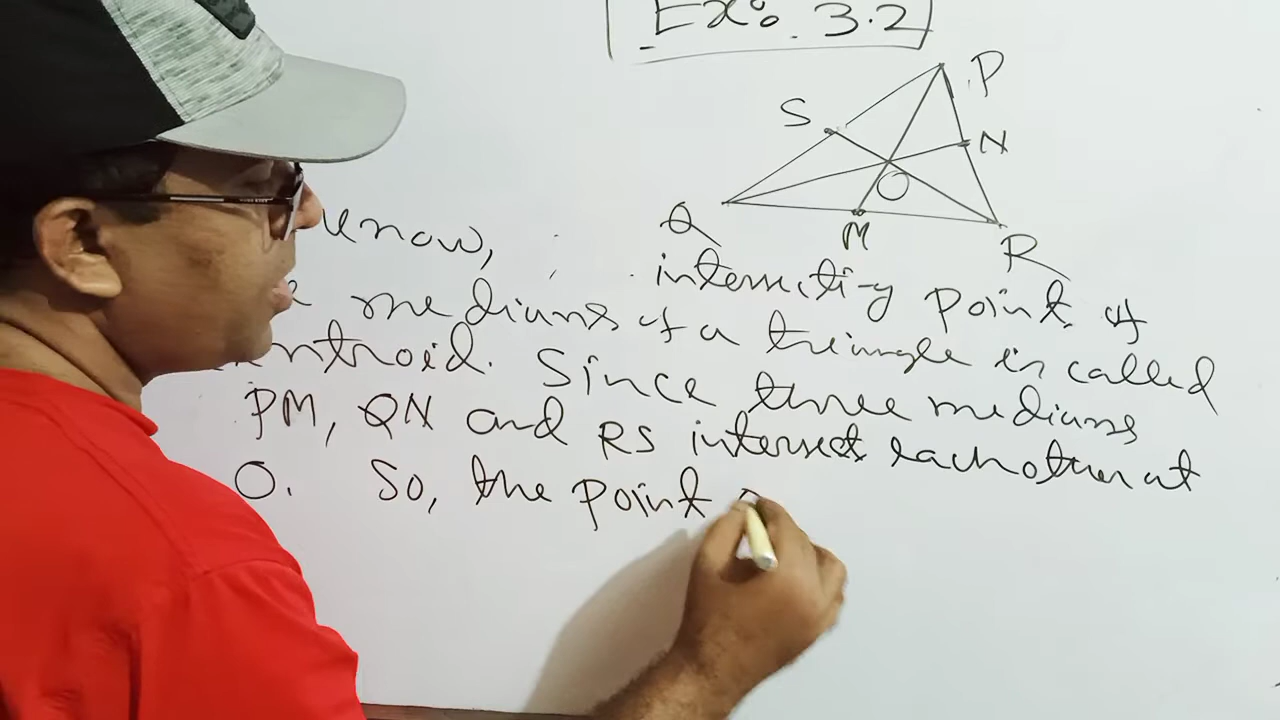 Ex: 3.2
P
S
N
O
Q
M
R
know,
intersecting point of
medians of a triangle is called
centroid. Since three medians
PM, QN and RS intersect each other at
O. So, the point